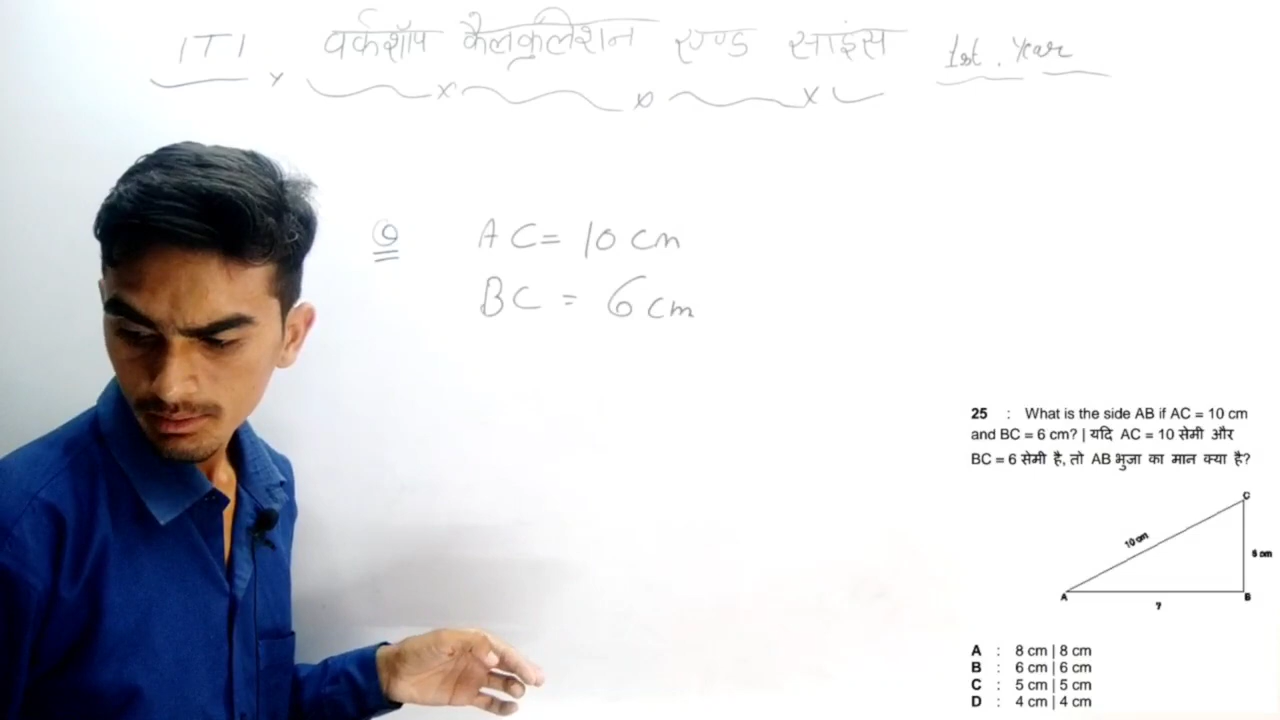 ITI वर्कशॉप कैलकुलेशन एण्ड साइंस 1st. Year
Q AC = 10 cm
BC = 6 cm
25 : What is the side AB if AC = 10 cm
and BC = 6 cm? | यदि AC = 10 सेमी और
BC = 6 सेमी है, तो AB भुजा का मान क्या है?
C
10 cm
6 cm
A
B
?
A : 8 cm | 8 cm
B : 6 cm | 6 cm
C : 5 cm | 5 cm
D : 4 cm | 4 cm